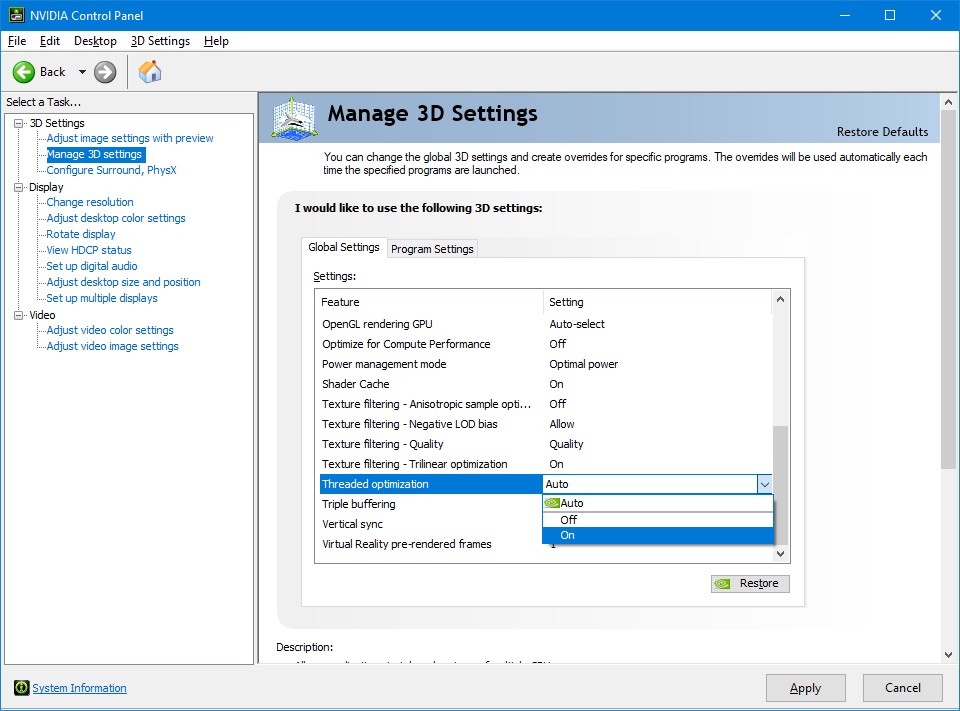 NVIDIA Control Panel
File Edit Desktop 3D Settings Help
Back
Select a Task...
3D Settings
Adjust image settings with preview
Manage 3D settings
Configure Surround, PhysX
Display
Change resolution
Adjust desktop color settings
Rotate display
View HDCP status
Set up digital audio
Adjust desktop size and position
Set up multiple displays
Video
Adjust video color settings
Adjust video image settings
System Information
Manage 3D Settings
Restore Defaults
You can change the global 3D settings and create overrides for specific programs. The overrides will be used automatically each
time the specified programs are launched.
I would like to use the following 3D settings:
Global Settings Program Settings
Settings:
Feature Setting
OpenGL rendering GPU Auto-select
Optimize for Compute Performance Off
Power management mode Optimal power
Shader Cache On
Texture filtering - Anisotropic sample opti... Off
Texture filtering - Negative LOD bias Allow
Texture filtering - Quality Quality
Texture filtering - Trilinear optimization On
Threaded optimization Auto
Triple buffering
Vertical sync
Virtual Reality pre-rendered frames
Auto
Off
On
Restore
Description:
Apply Cancel